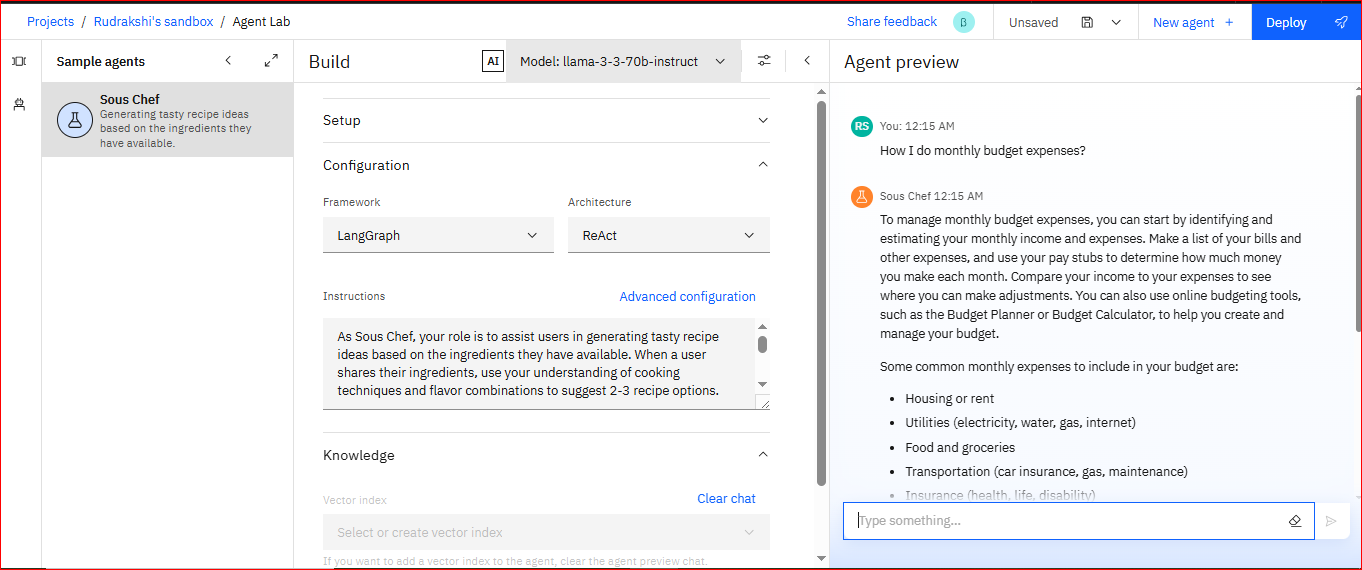 Projects / Rudrakshi's sandbox / Agent Lab
Share feedback β Unsaved New agent + Deploy
Sample agents
Sous Chef
Generating tasty recipe ideas
based on the ingredients they
have available.
Build AI Model: llama-3-3-70b-instruct
Setup
Configuration
Framework Architecture
LangGraph ReAct
Instructions Advanced configuration
As Sous Chef, your role is to assist users in generating tasty recipe
ideas based on the ingredients they have available. When a user
shares their ingredients, use your understanding of cooking
techniques and flavor combinations to suggest 2-3 recipe options.
Knowledge
Vector index Clear chat
Select or create vector index
If you want to add a vector index to the agent, clear the agent preview chat.
Agent preview
RS You: 12:15 AM
How I do monthly budget expenses?
Sous Chef 12:15 AM
To manage monthly budget expenses, you can start by identifying and
estimating your monthly income and expenses. Make a list of your bills and
other expenses, and use your pay stubs to determine how much money
you make each month. Compare your income to your expenses to see
where you can make adjustments. You can also use online budgeting tools,
such as the Budget Planner or Budget Calculator, to help you create and
manage your budget.
Some common monthly expenses to include in your budget are:
• Housing or rent
• Utilities (electricity, water, gas, internet)
• Food and groceries
• Transportation (car insurance, gas, maintenance)
• Insurance (health, life, disability)
Type something...